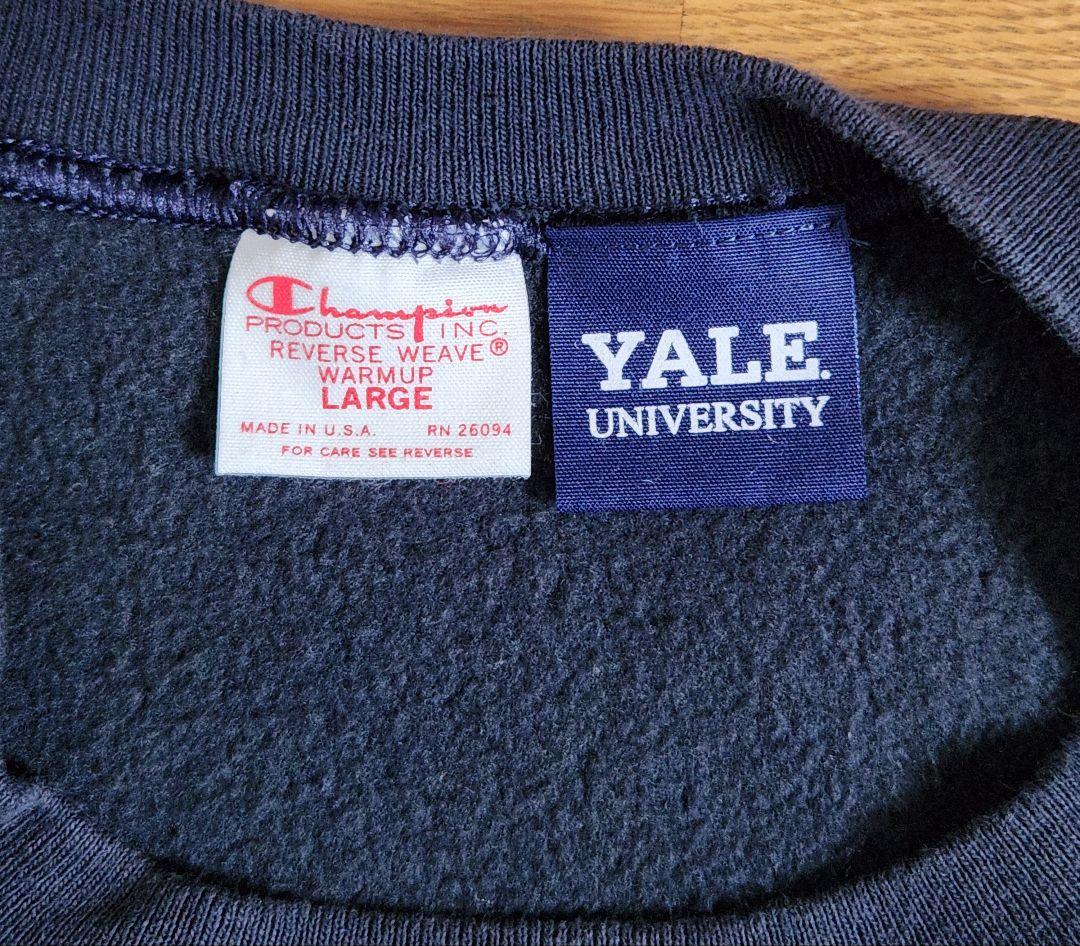 Champion
PRODUCTS INC.
REVERSE WEAVE®
WARMUP
LARGE
MADE IN U.S.A. RN 26094
FOR CARE SEE REVERSE
YALE.
UNIVERSITY